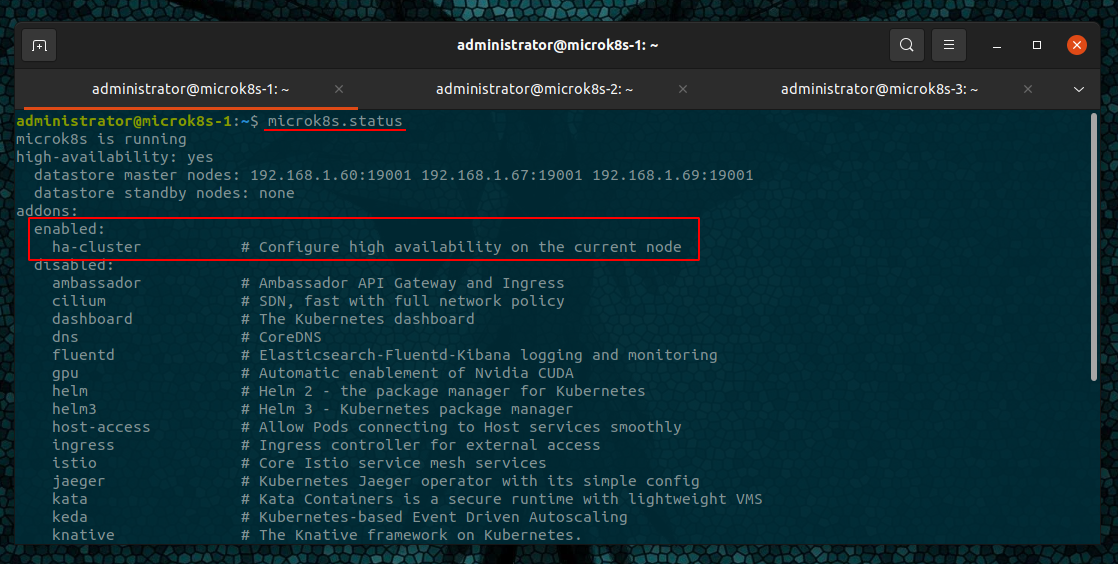 administrator@microk8s-1: ~
administrator@microk8s-1: ~
administrator@microk8s-2: ~
administrator@microk8s-3: ~
administrator@microk8s-1:~$ microk8s.status
microk8s is running
high-availability: yes
  datastore master nodes: 192.168.1.60:19001 192.168.1.67:19001 192.168.1.69:19001
  datastore standby nodes: none
addons:
  enabled:
    ha-cluster           # Configure high availability on the current node
  disabled:
    ambassador           # Ambassador API Gateway and Ingress
    cilium               # SDN, fast with full network policy
    dashboard            # The Kubernetes dashboard
    dns                  # CoreDNS
    fluentd              # Elasticsearch-Fluentd-Kibana logging and monitoring
    gpu                  # Automatic enablement of Nvidia CUDA
    helm                 # Helm 2 - the package manager for Kubernetes
    helm3                # Helm 3 - Kubernetes package manager
    host-access          # Allow Pods connecting to Host services smoothly
    ingress              # Ingress controller for external access
    istio                # Core Istio service mesh services
    jaeger               # Kubernetes Jaeger operator with its simple config
    kata                 # Kata Containers is a secure runtime with lightweight VMS
    keda                 # Kubernetes-based Event Driven Autoscaling
    knative              # The Knative framework on Kubernetes.